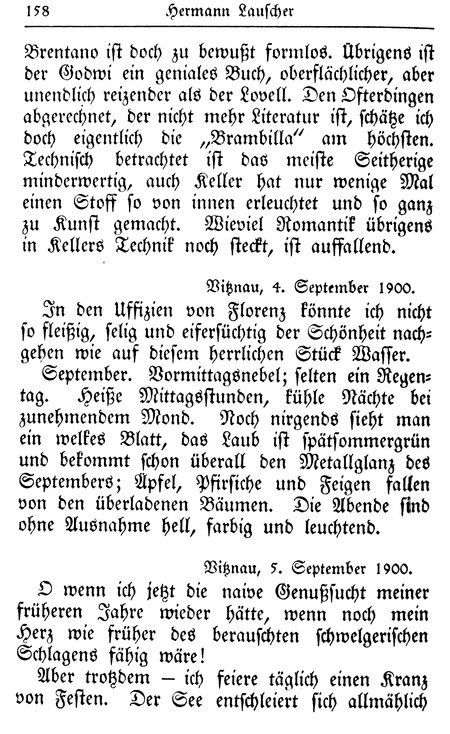 158 Hermann Lauscher
Brentano ist doch zu bewußt formlos. Übrigens ist
der Godwi ein geniales Buch, oberflächlicher, aber
unendlich reizender als der Lovell. Den Ofterdingen
abgerechnet, der nicht mehr Literatur ist, schätze ich
doch eigentlich die „Brambilla“ am höchsten.
Technisch betrachtet ist das meiste Seitherige
minderwertig, auch Keller hat nur wenige Mal
einen Stoff so von innen erleuchtet und so ganz
zu Kunst gemacht. Wieviel Romantik übrigens
in Kellers Technik noch steckt, ist auffallend.
Vitznau, 4. September 1900.
In den Uffizien von Florenz könnte ich nicht
so fleißig, selig und eifersüchtig der Schönheit nach-
gehen wie auf diesem herrlichen Stück Wasser.
September. Vormittagsnebel; selten ein Regen-
tag. Heiße Mittagsstunden, kühle Nächte bei
zunehmendem Mond. Noch nirgends sieht man
ein welkes Blatt, das Laub ist spätsommergrün
und bekommt schon überall den Metallglanz des
Septembers; Äpfel, Pfirsiche und Feigen fallen
von den überladenen Bäumen. Die Abende sind
ohne Ausnahme hell, farbig und leuchtend.
Vitznau, 5. September 1900.
O wenn ich jetzt die naive Genußsucht meiner
früheren Jahre wieder hätte, wenn noch mein
Herz wie früher des berauschten schwelgerischen
Schlagens fähig wäre!
Aber trotzdem — ich feiere täglich einen Kranz
von Festen. Der See entschleiert sich allmählich